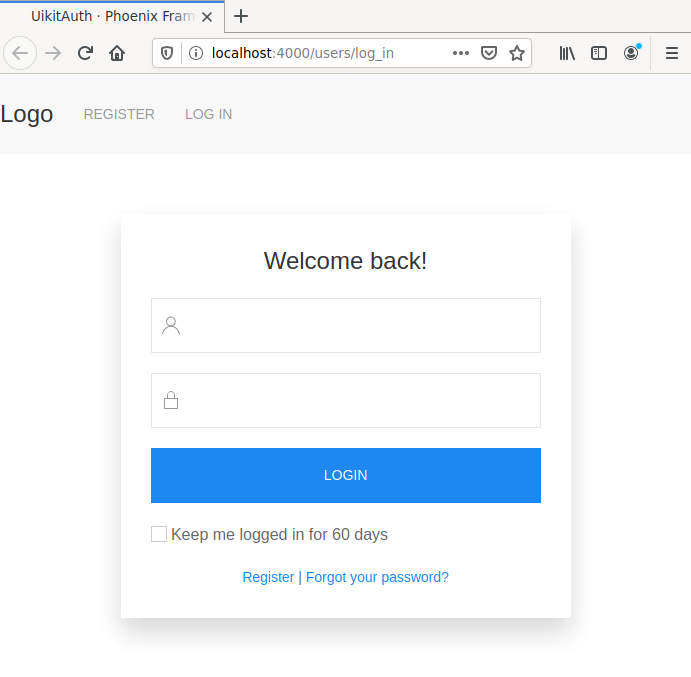 UikitAuth · Phoenix Fram
localhost:4000/users/log_in
Logo REGISTER LOG IN
Welcome back!
LOGIN
Keep me logged in for 60 days
Register | Forgot your password?